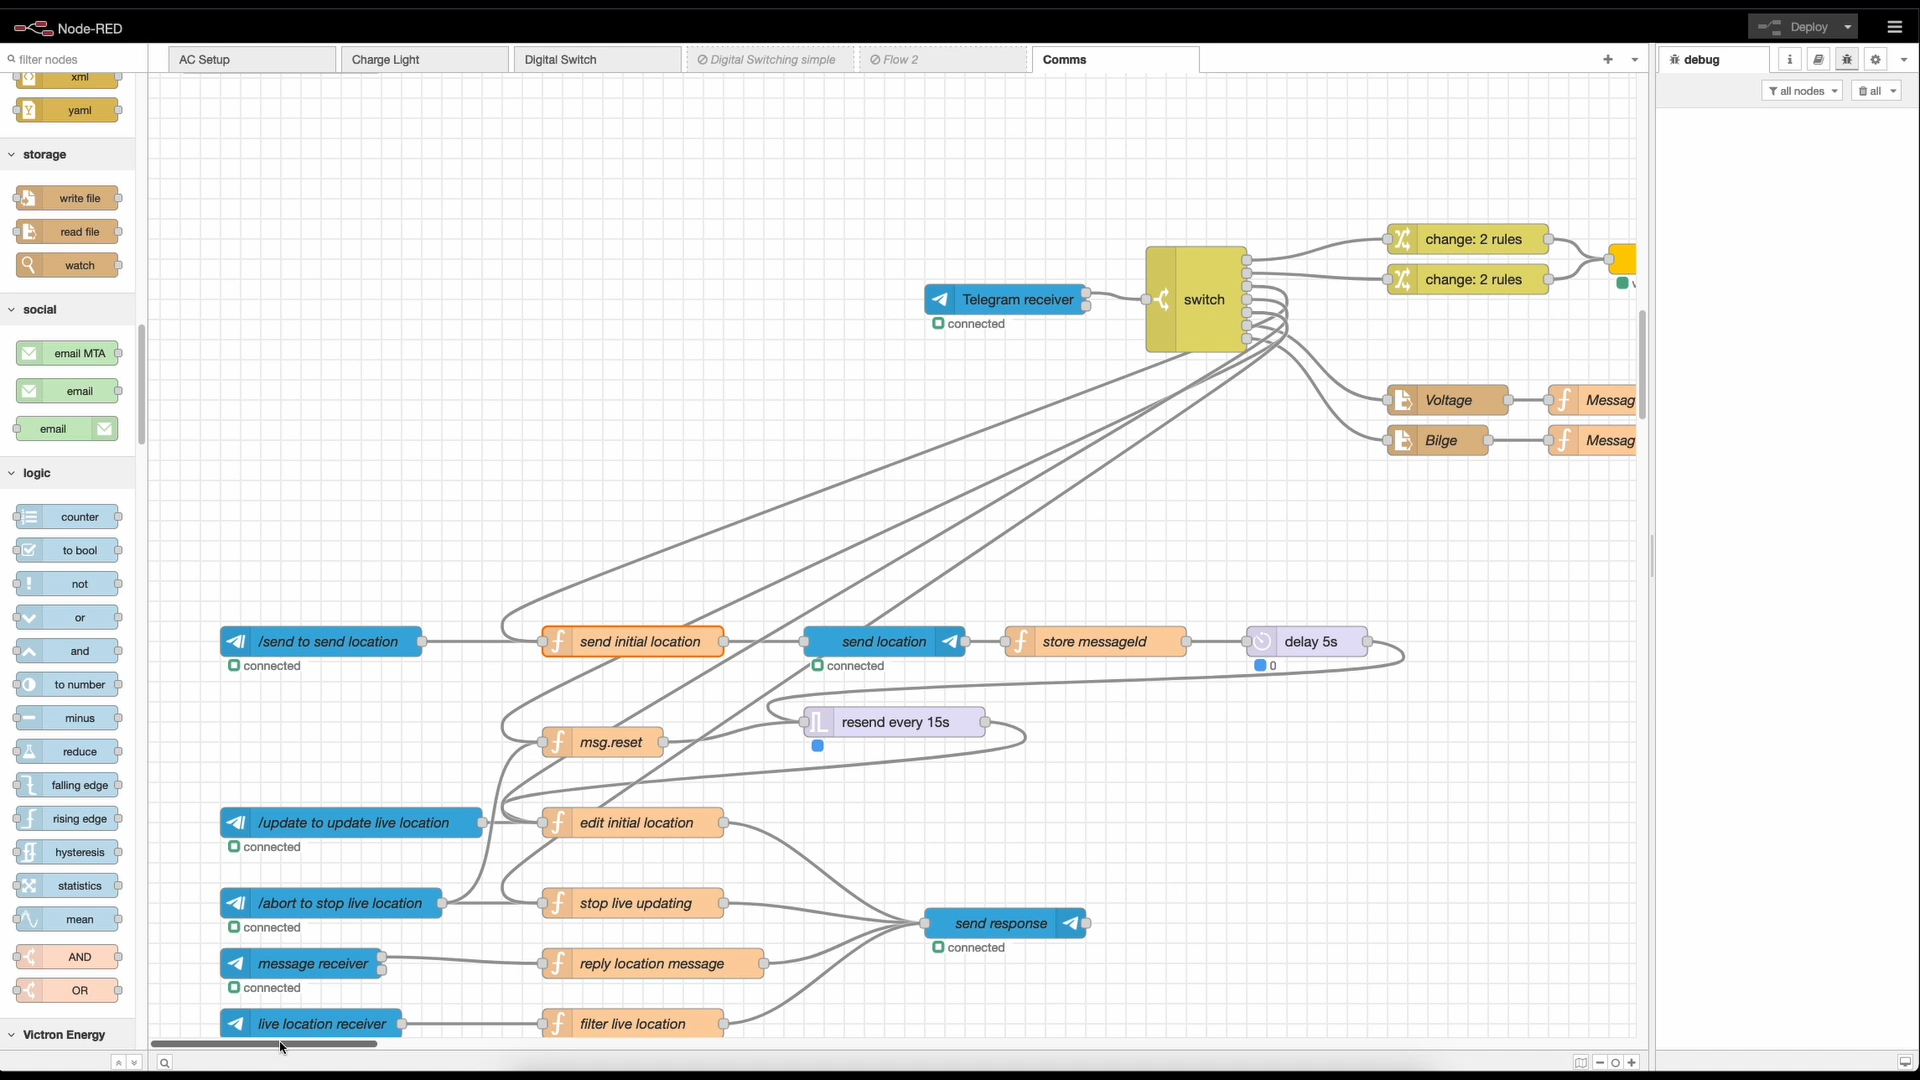 Node-RED
Deploy
filter nodes
AC Setup
Charge Light
Digital Switch
Digital Switching simple
Flow 2
Comms
debug
all nodes
all
xml
yaml
storage
write file
read file
watch
social
email MTA
email
email
logic
counter
to bool
not
or
and
to number
minus
reduce
falling edge
rising edge
hysteresis
statistics
mean
AND
OR
Victron Energy
change: 2 rules
change: 2 rules
Telegram receiver
connected
switch
Voltage
Messag
Bilge
Messag
/send to send location
connected
send initial location
send location
connected
store messageId
delay 5s
0
msg.reset
resend every 15s
/update to update live location
connected
edit initial location
/abort to stop live location
connected
stop live updating
send response
connected
message receiver
connected
reply location message
live location receiver
filter live location